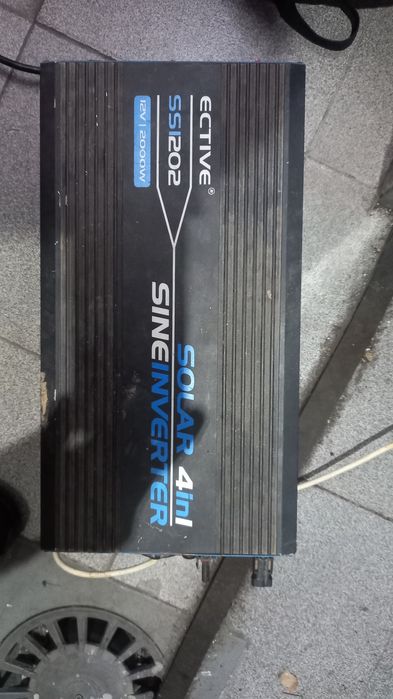 ECTIVE®
SSI202
12V | 2000W
SOLAR 4in1
SINEINVERTER